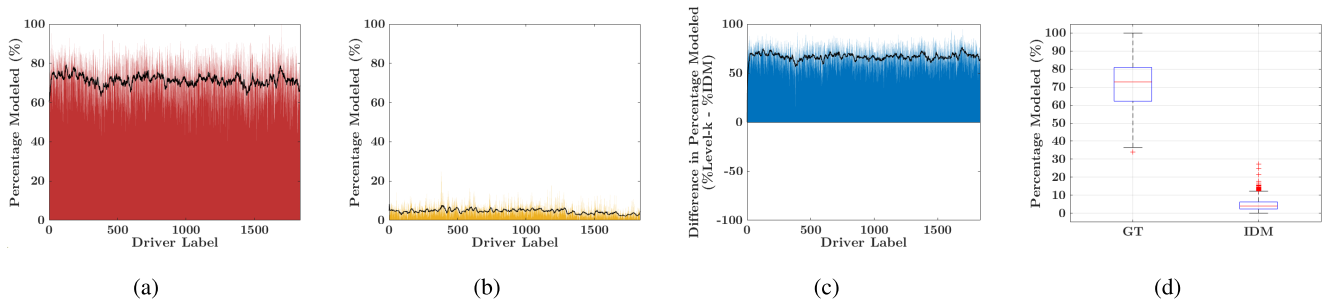 Percentage Modeled (%)
100
80
60
40
20
0
0
500
1000
1500
Driver Label
(a)
Percentage Modeled (%)
100
80
60
40
20
0
0
500
1000
1500
Driver Label
(b)
Difference in Percentage Modeled
(%Level-k - %IDM)
100
50
0
-50
-100
0
500
1000
1500
Driver Label
(c)
Percentage Modeled (%)
100
90
80
70
60
50
40
30
20
10
0
GT
IDM
(d)